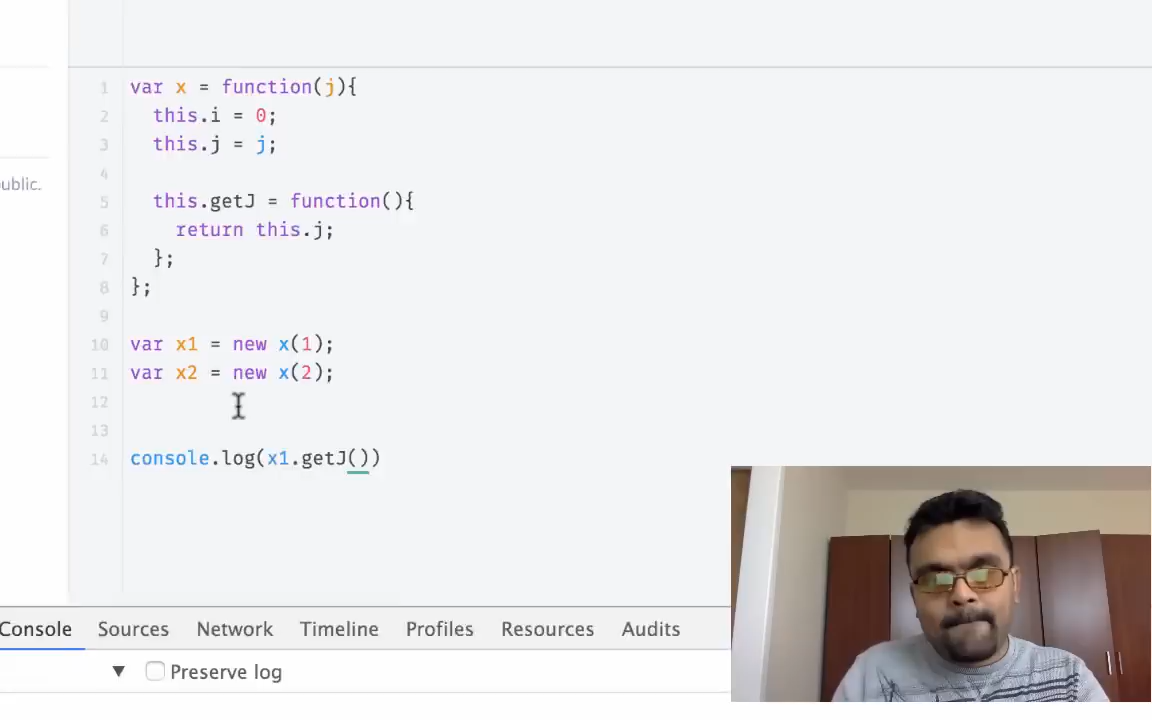 1 var x = function(j){
2 this.i = 0;
3 this.j = j;
4
ublic.
5 this.getJ = function(){
6 return this.j;
7 };
8 };
9
10 var x1 = new x(1);
11 var x2 = new x(2);
12
13
14 console.log(x1.getJ())
Console Sources Network Timeline Profiles Resources Audits
▼ Preserve log